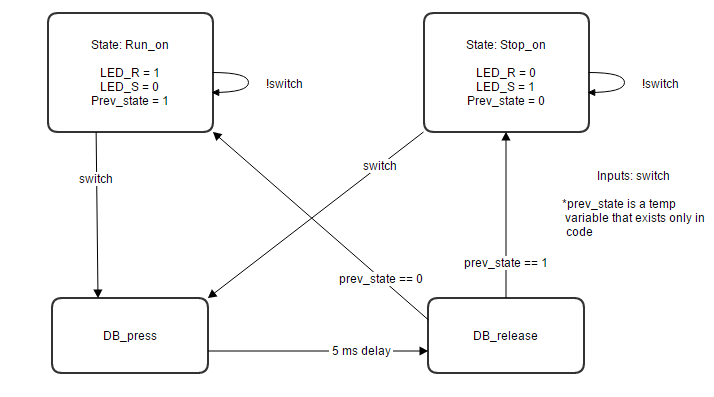 State: Run_on
LED_R = 1
LED_S = 0
Prev_state = 1
!switch
State: Stop_on
LED_R = 0
LED_S = 1
Prev_state = 0
!switch
switch
switch
Inputs: switch
*prev_state is a temp
variable that exists only in
code
prev_state == 0
prev_state == 1
DB_press
5 ms delay
DB_release